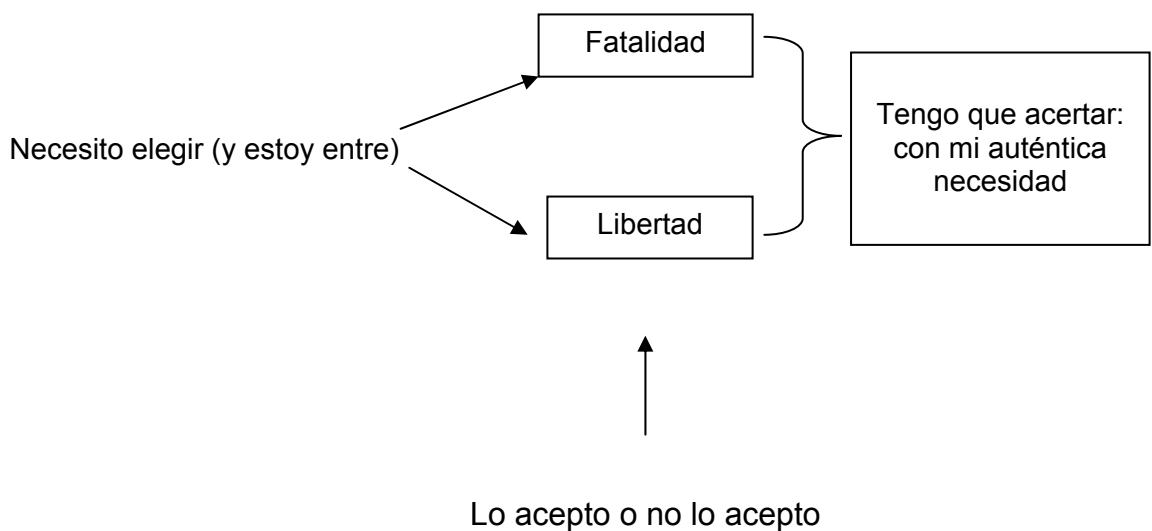 Fatalidad
Necesito elegir (y estoy entre)
Libertad
Tengo que acertar:
con mi auténtica
necesidad
Lo acepto o no lo acepto